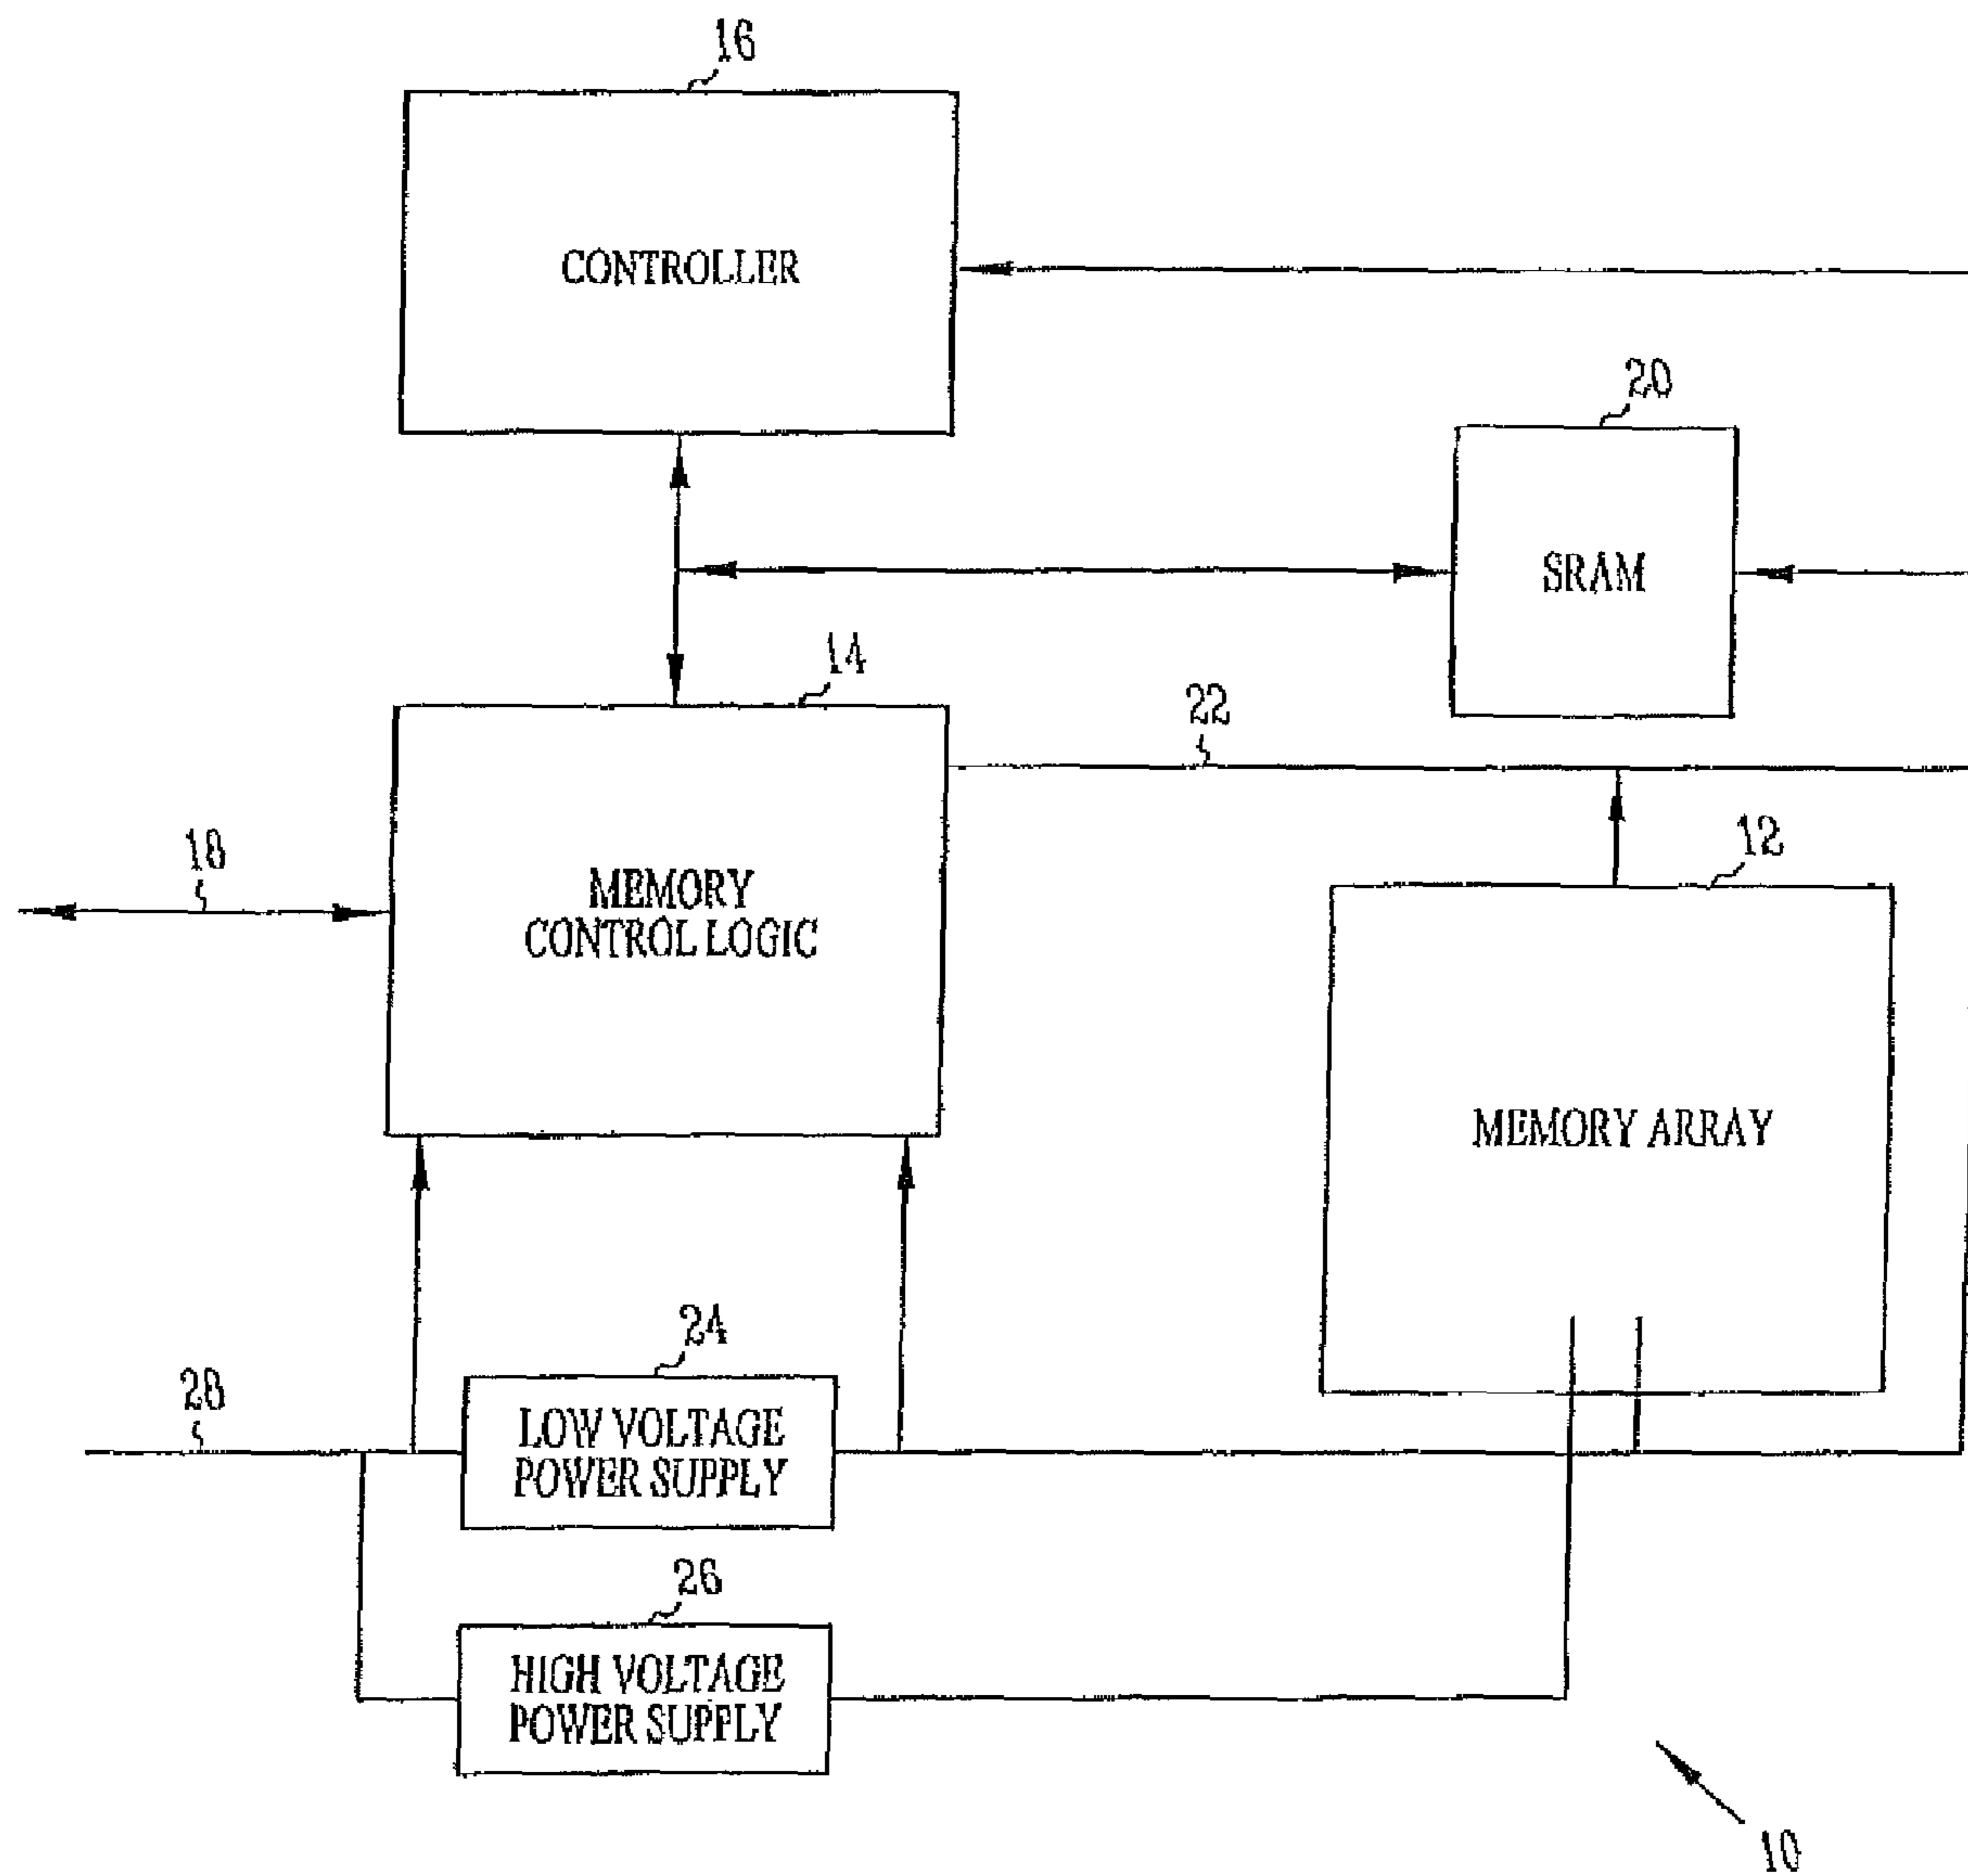 16
CONTROLLER
20
SRAM
14
22
18
MEMORY
CONTROL LOGIC
12
MEMORY ARRAY
24
28
LOW VOLTAGE
POWER SUPPLY
26
HIGH VOLTAGE
POWER SUPPLY
10